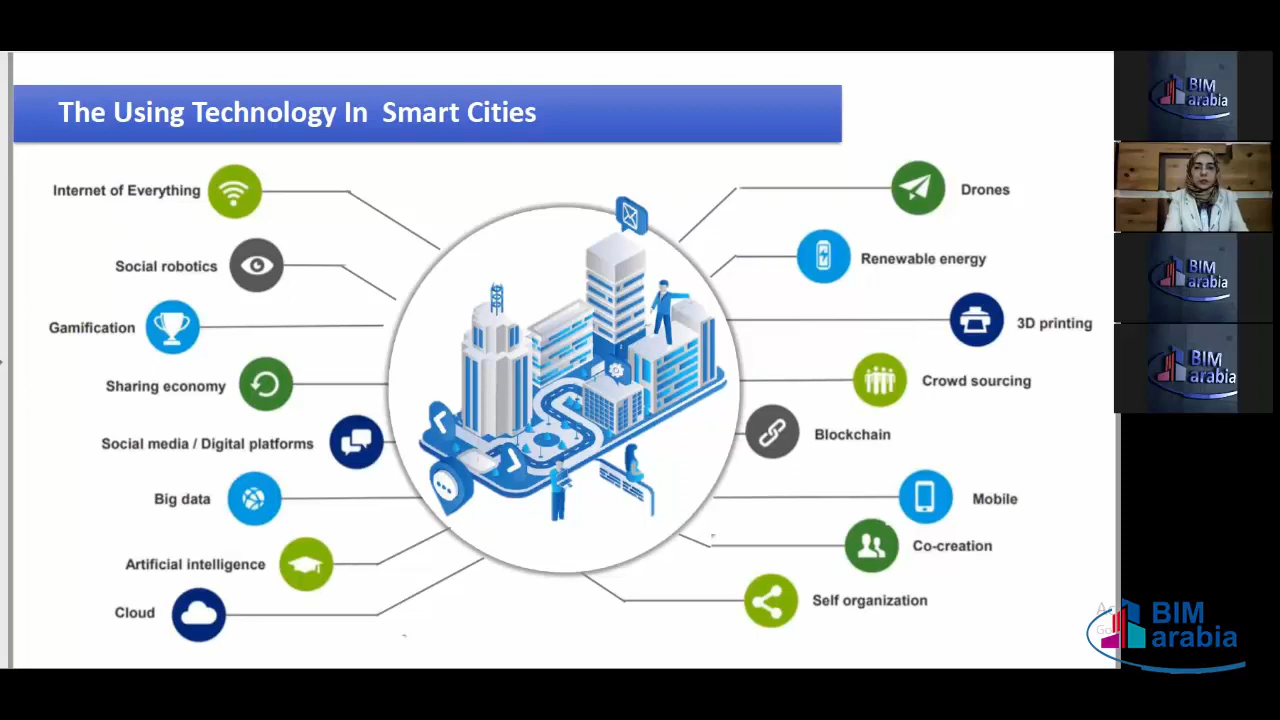 The Using Technology In Smart Cities
Internet of Everything
Social robotics
Gamification
Sharing economy
Social media / Digital platforms
Big data
Artificial intelligence
Cloud
Drones
Renewable energy
3D printing
Crowd sourcing
Blockchain
Mobile
Co-creation
Self organization
BIM
arabia
BIM
arabia
BIM
arabia
BIM
arabia